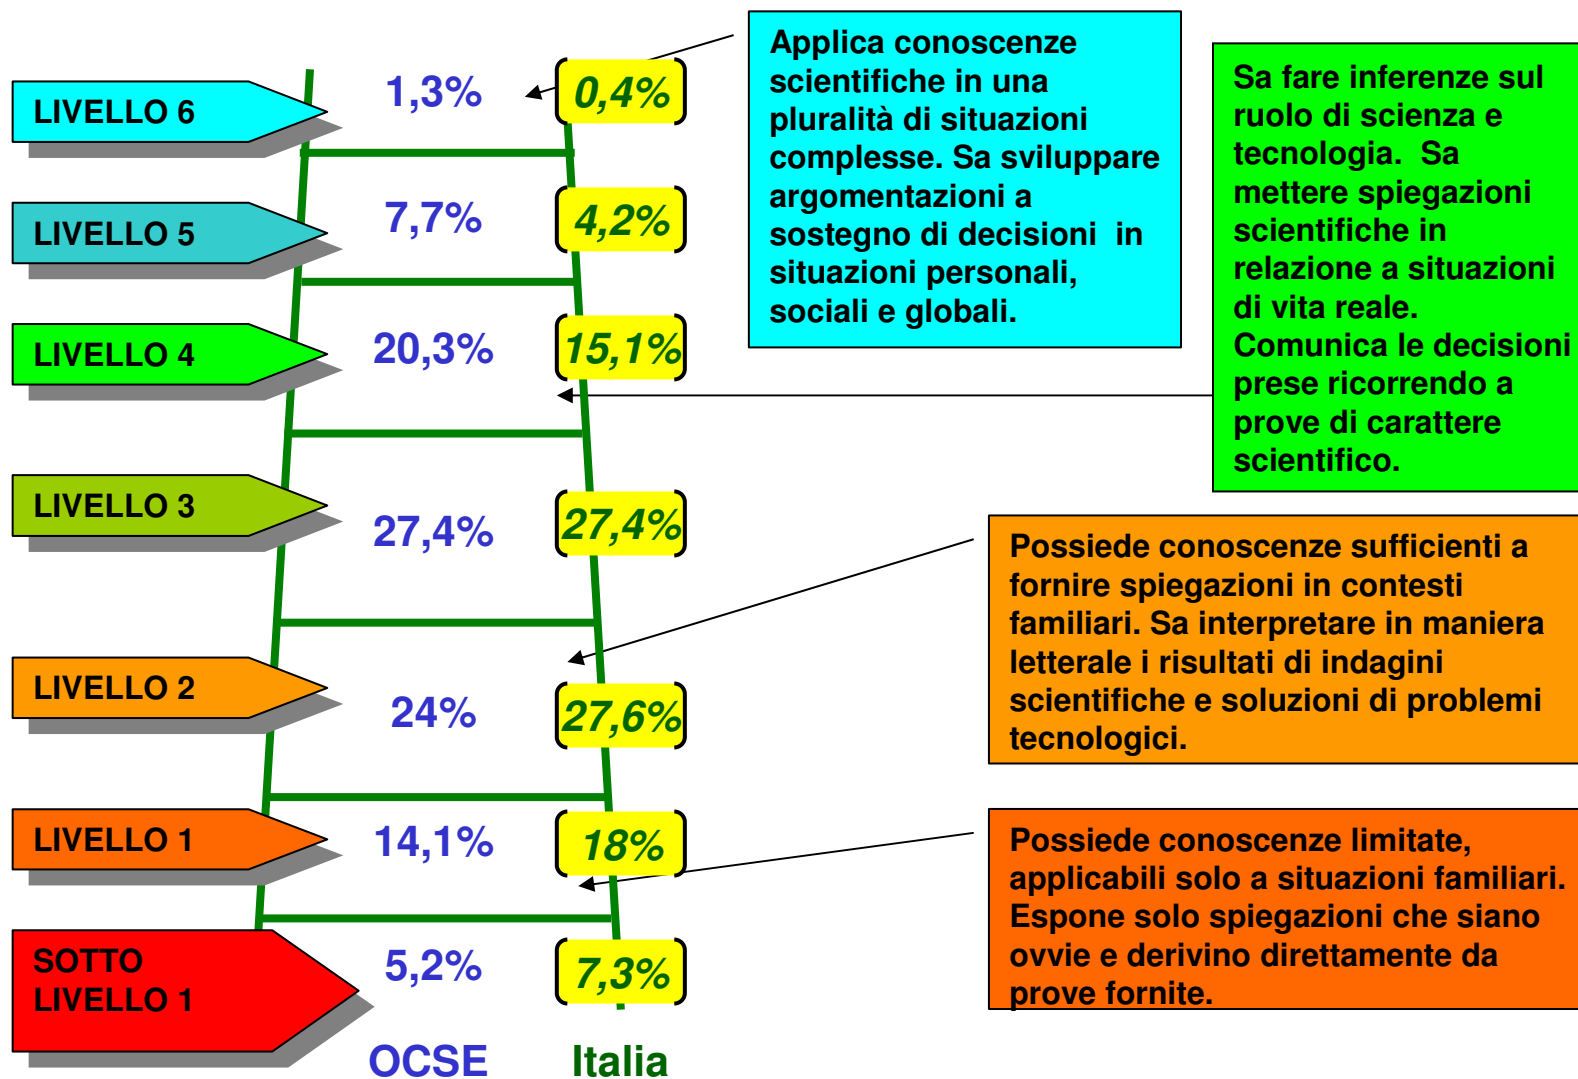 LIVELLO 6
1,3%
0,4%
LIVELLO 5
7,7%
4,2%
LIVELLO 4
20,3%
15,1%
LIVELLO 3
27,4%
27,4%
LIVELLO 2
24%
27,6%
LIVELLO 1
14,1%
18%
SOTTO
LIVELLO 1
5,2%
7,3%
OCSE
Italia
Applica conoscenze
scientifiche in una
pluralità di situazioni
complesse. Sa sviluppare
argomentazioni a
sostegno di decisioni in
situazioni personali,
sociali e globali.
Sa fare inferenze sul
ruolo di scienza e
tecnologia. Sa
mettere spiegazioni
scientifiche in
relazione a situazioni
di vita reale.
Comunica le decisioni
prese ricorrendo a
prove di carattere
scientifico.
Possiede conoscenze sufficienti a
fornire spiegazioni in contesti
familiari. Sa interpretare in maniera
letterale i risultati di indagini
scientifiche e soluzioni di problemi
tecnologici.
Possiede conoscenze limitate,
applicabili solo a situazioni familiari.
Espone solo spiegazioni che siano
ovvie e derivino direttamente da
prove fornite.